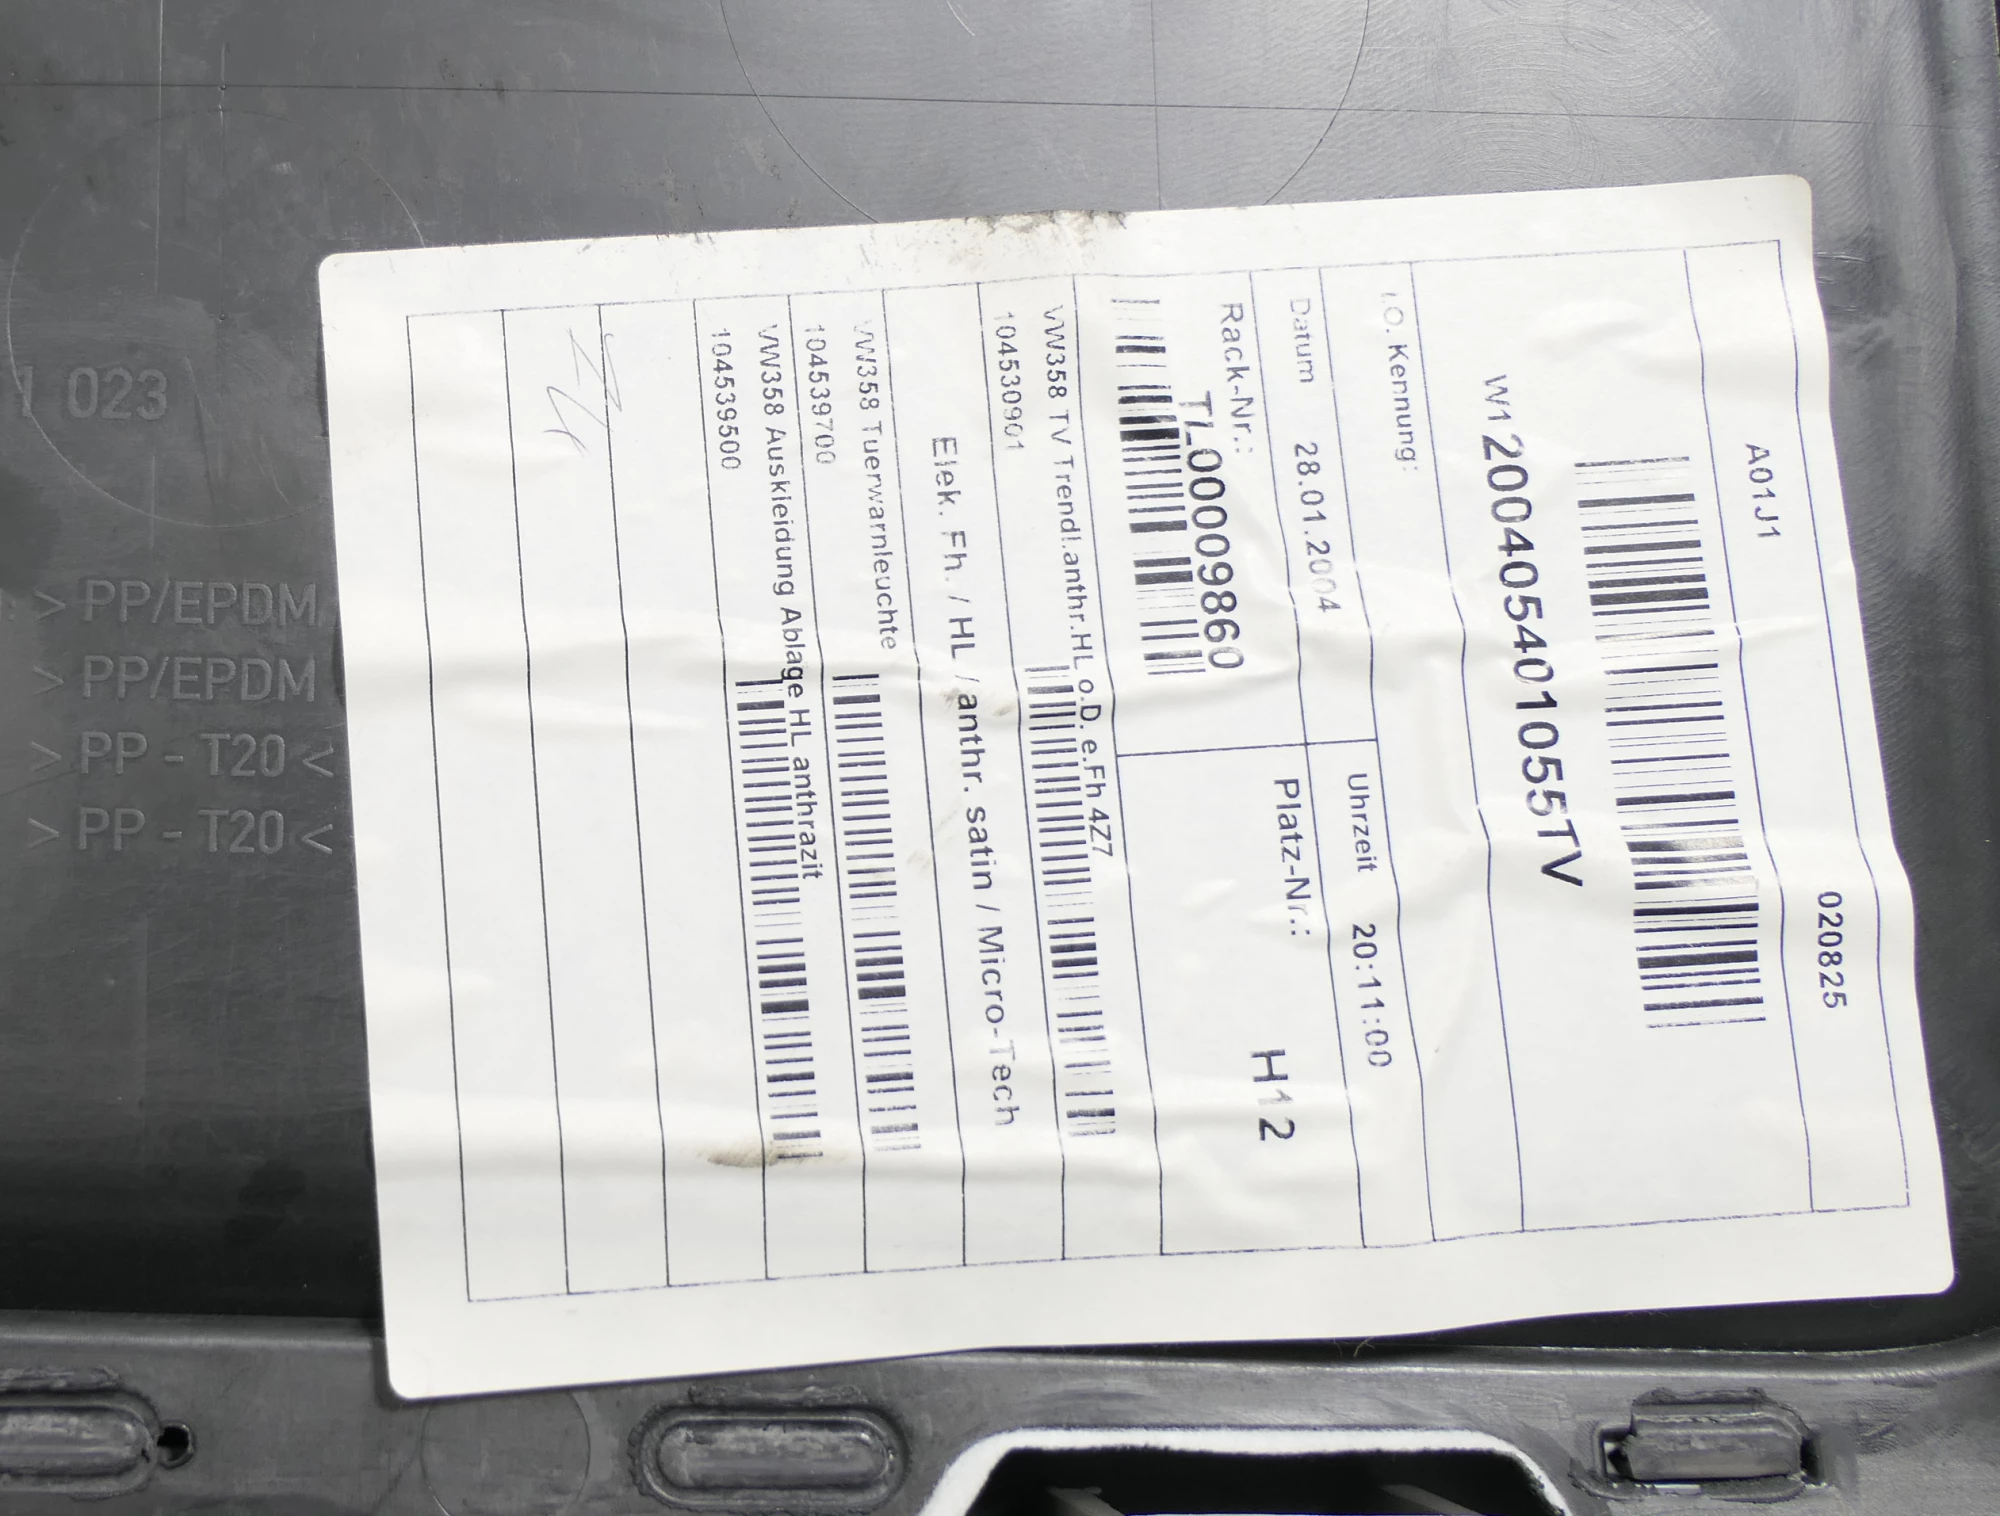 A01J1 020825
W1200405401055TV
I.O. Kennung:
Datum 28.01.2004 Uhrzeit 20:11:00
Rack-Nr.: Platz-Nr.:
TL00009860 H12
VW358 TV Trendl.anthr.HL o.D. e.Fh 4Z7
104530901
Elek. Fh. / HL / anthr. satin / Micro-Tech
VW358 Tuerwarnleuchte
104539700
VW358 Auskleidung Ablage HL anthrazit
104539500
1 023
> PP/EPDM
> PP/EPDM
> PP - T20 <
> PP - T20 <